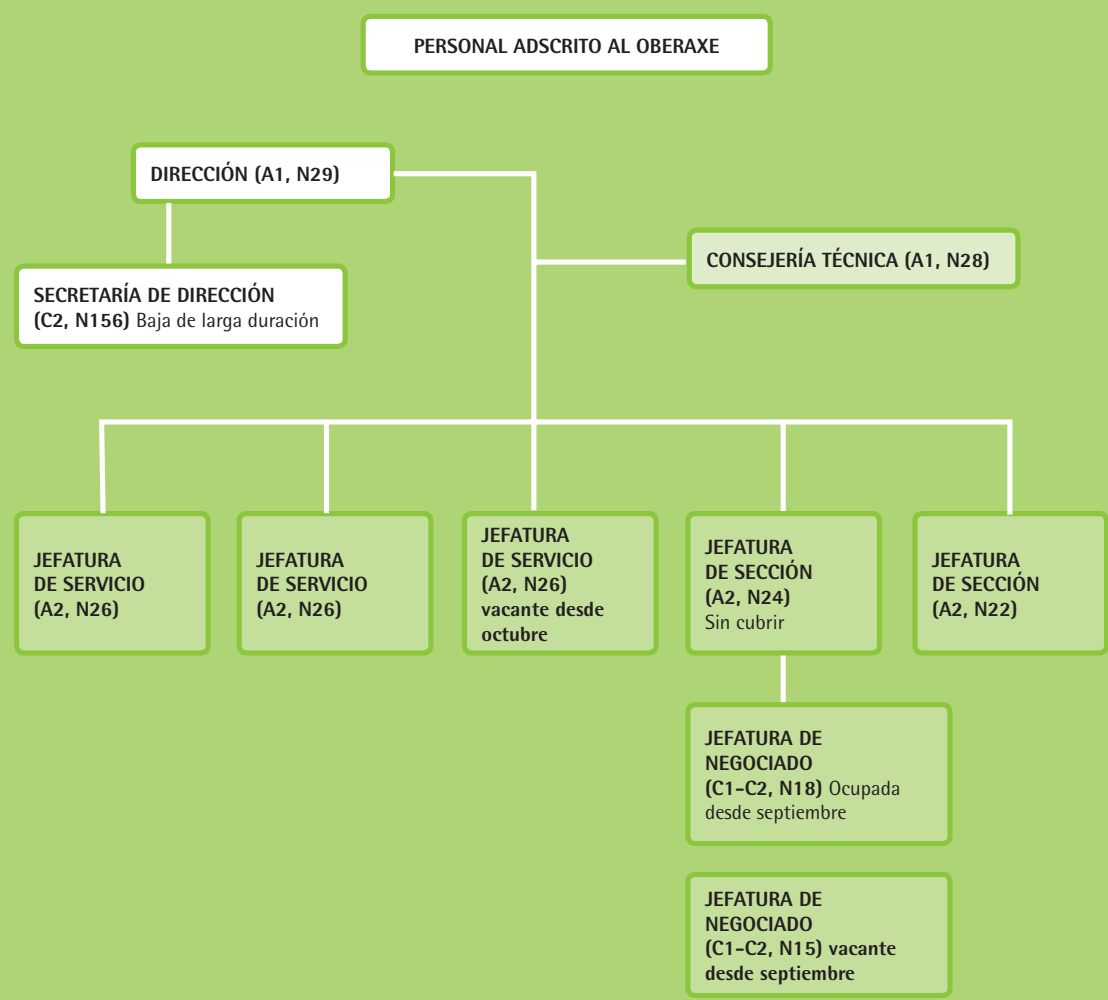 PERSONAL ADSCRITO AL OBERAXE
DIRECCIÓN (A1, N29)
CONSEJERÍA TÉCNICA (A1, N28)
SECRETARÍA DE DIRECCIÓN
(C2, N156) Baja de larga duración
JEFATURA
DE SERVICIO
(A2, N26)
JEFATURA
DE SERVICIO
(A2, N26)
JEFATURA
DE SERVICIO
(A2, N26)
vacante desde
octubre
JEFATURA
DE SECCIÓN
(A2, N24)
Sin cubrir
JEFATURA
DE SECCIÓN
(A2, N22)
JEFATURA DE
NEGOCIADO
(C1-C2, N18) Ocupada
desde septiembre
JEFATURA DE
NEGOCIADO
(C1-C2, N15) vacante
desde septiembre